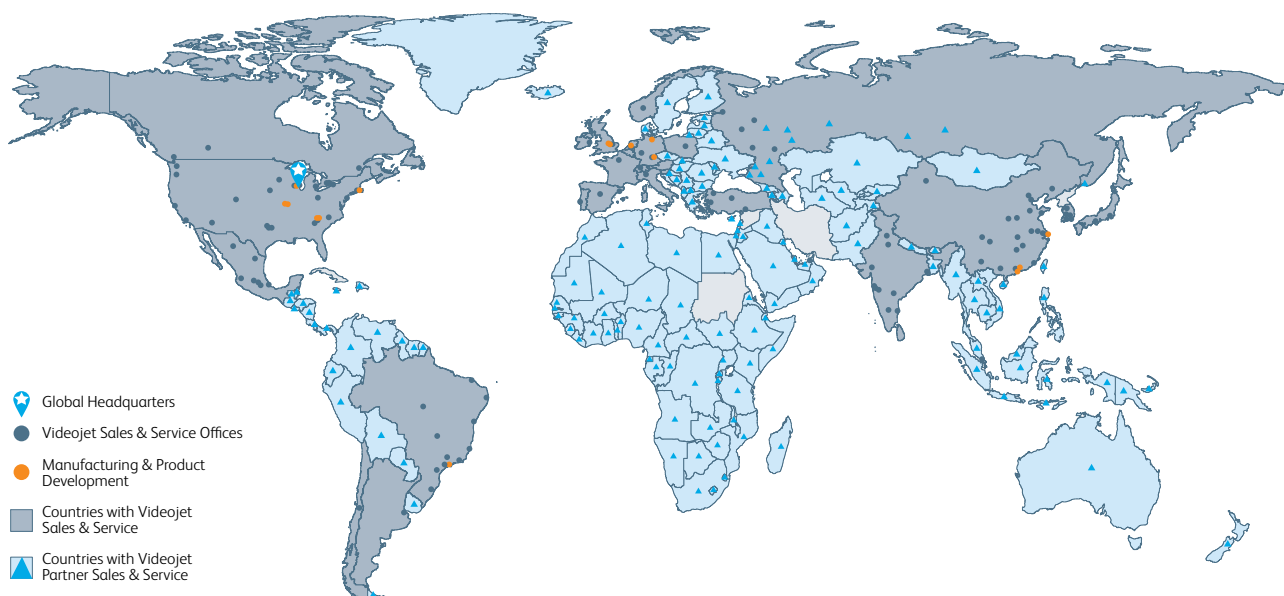 Global Headquarters
Videojet Sales & Service Offices
Manufacturing & Product
Development
Countries with Videojet
Sales & Service
Countries with Videojet
Partner Sales & Service